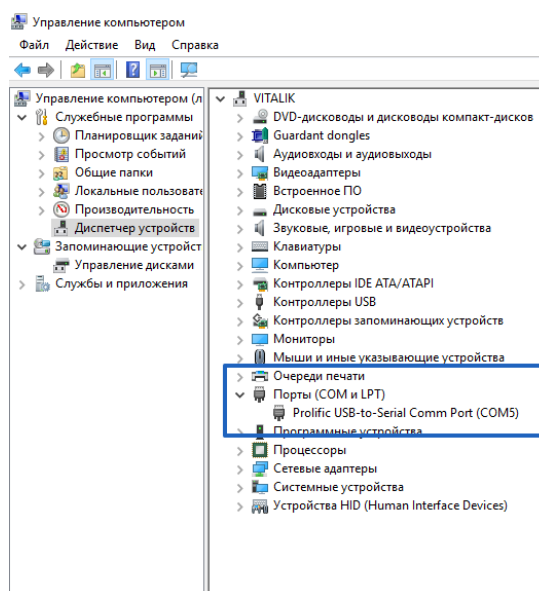 Управление компьютером
Файл Действие Вид Справка
Управление компьютером (л
Служебные программы
Планировщик заданий
Просмотр событий
Общие папки
Локальные пользовате
Производительность
Диспетчер устройств
Запоминающие устройст
Управление дисками
Службы и приложения
VITALIK
DVD-дисководы и дисководы компакт-дисков
Guardant dongles
Аудиовходы и аудиовыходы
Видеоадаптеры
Встроенное ПО
Дисковые устройства
Звуковые, игровые и видеоустройства
Клавиатуры
Компьютер
Контроллеры IDE ATA/ATAPI
Контроллеры USB
Контроллеры запоминающих устройств
Мониторы
Мыши и иные указывающие устройства
Очереди печати
Порты (COM и LPT)
Prolific USB-to-Serial Comm Port (COM5)
Программные устройства
Процессоры
Сетевые адаптеры
Системные устройства
Устройства HID (Human Interface Devices)